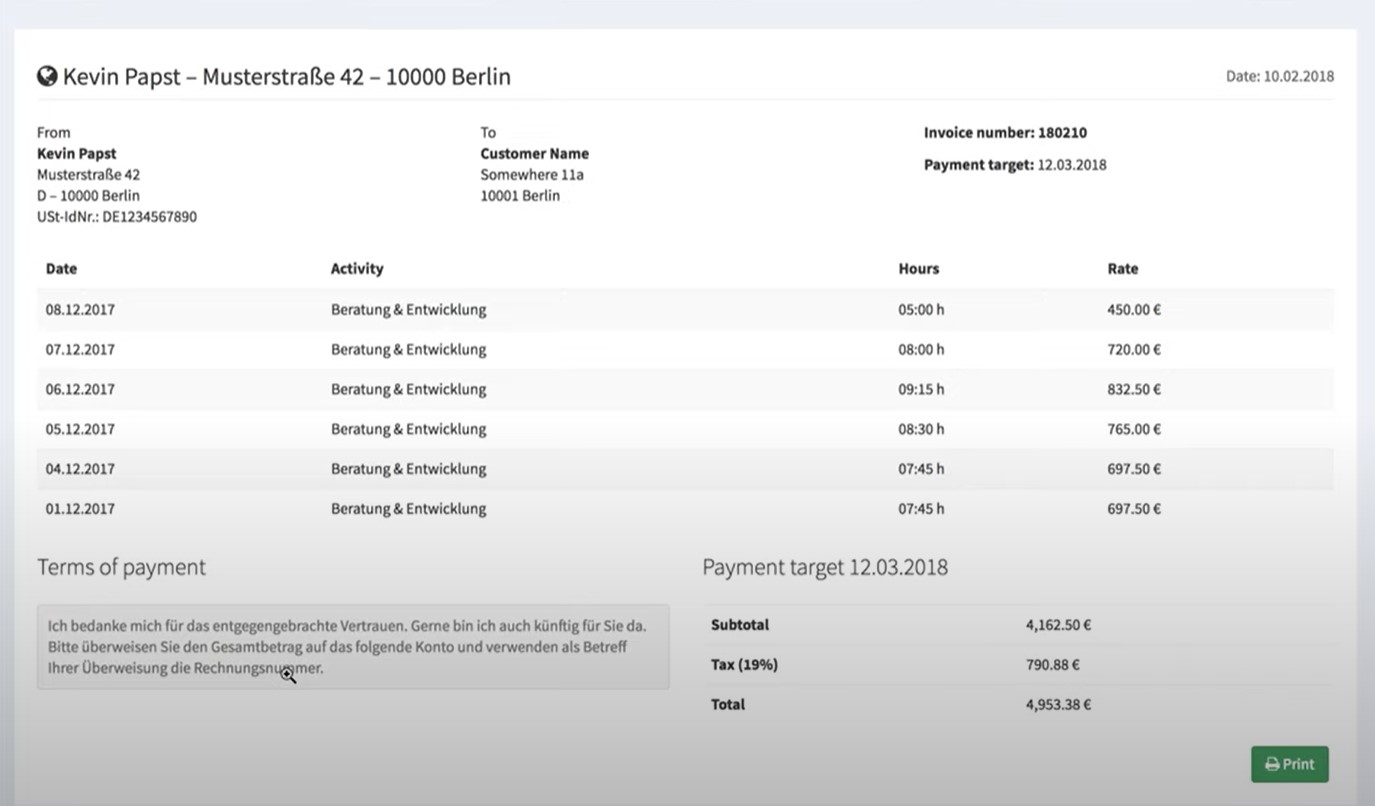 Kevin Papst – Musterstraße 42 – 10000 Berlin
Date: 10.02.2018
From
Kevin Papst
Musterstraße 42
D – 10000 Berlin
USt-IdNr.: DE1234567890
To
Customer Name
Somewhere 11a
10001 Berlin
Invoice number: 180210
Payment target: 12.03.2018
Date Activity Hours Rate
08.12.2017 Beratung & Entwicklung 05:00 h 450.00 €
07.12.2017 Beratung & Entwicklung 08:00 h 720.00 €
06.12.2017 Beratung & Entwicklung 09:15 h 832.50 €
05.12.2017 Beratung & Entwicklung 08:30 h 765.00 €
04.12.2017 Beratung & Entwicklung 07:45 h 697.50 €
01.12.2017 Beratung & Entwicklung 07:45 h 697.50 €
Terms of payment
Ich bedanke mich für das entgegengebrachte Vertrauen. Gerne bin ich auch künftig für Sie da.
Bitte überweisen Sie den Gesamtbetrag auf das folgende Konto und verwenden als Betreff
Ihrer Überweisung die Rechnungsnummer.
Payment target 12.03.2018
Subtotal 4,162.50 €
Tax (19%) 790.88 €
Total 4,953.38 €
Print